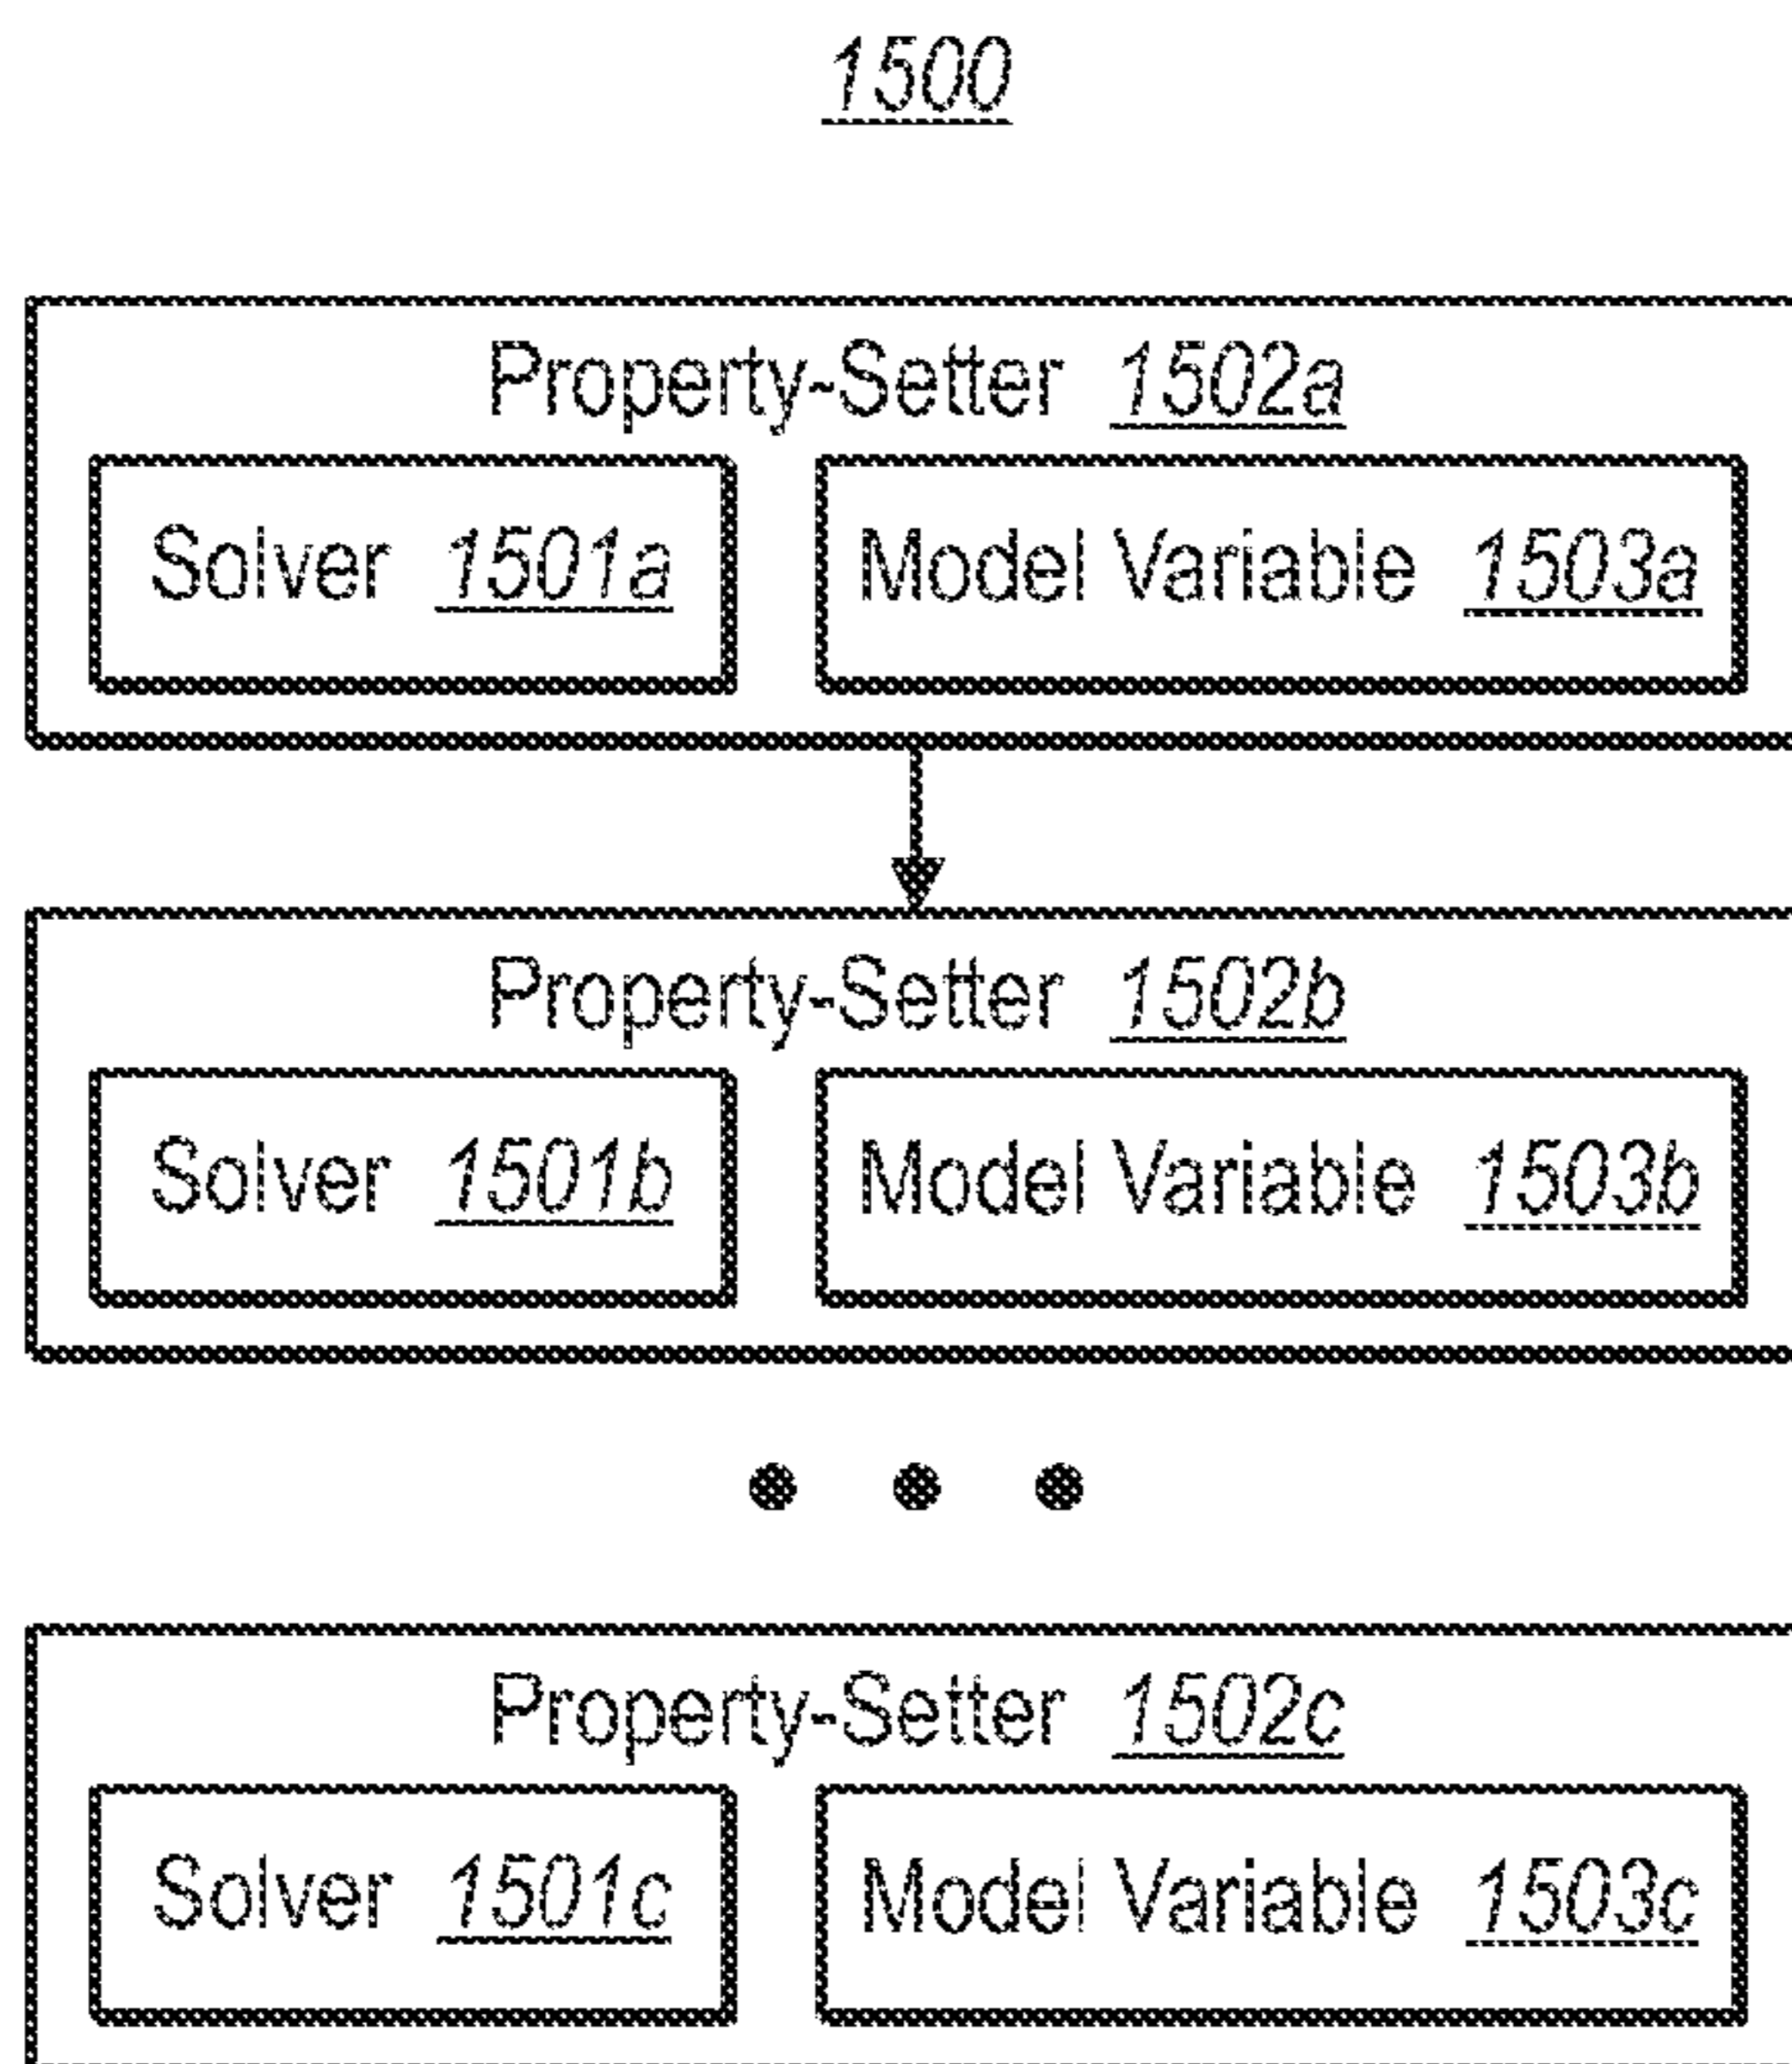 1500
Property-Setter 1502a
Solver 1501a
Model Variable 1503a
Property-Setter 1502b
Solver 1501b
Model Variable 1503b
Property-Setter 1502c
Solver 1501c
Model Variable 1503c